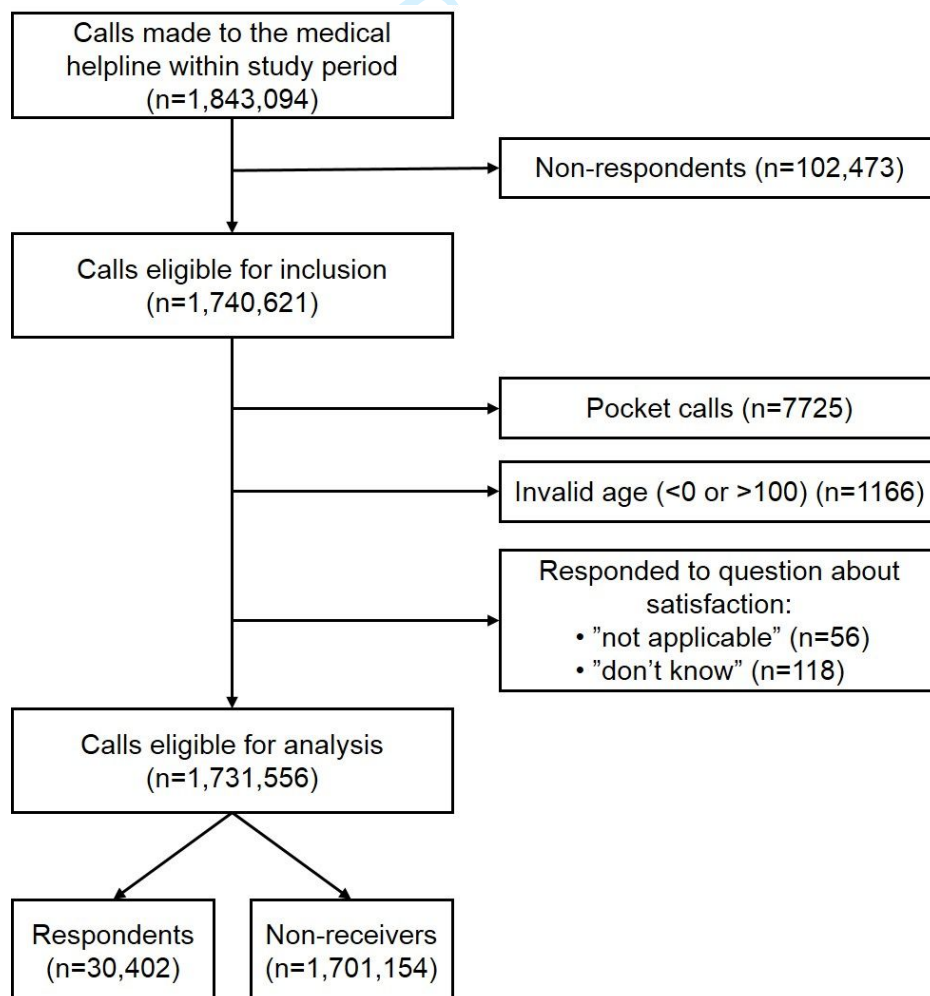 Calls made to the medical
helpline within study period
(n=1,843,094)
Non-respondents (n=102,473)
Calls eligible for inclusion
(n=1,740,621)
Pocket calls (n=7725)
Invalid age (<0 or >100) (n=1166)
Responded to question about
satisfaction:
• ”not applicable” (n=56)
• ”don’t know” (n=118)
Calls eligible for analysis
(n=1,731,556)
Respondents
(n=30,402)
Non-receivers
(n=1,701,154)